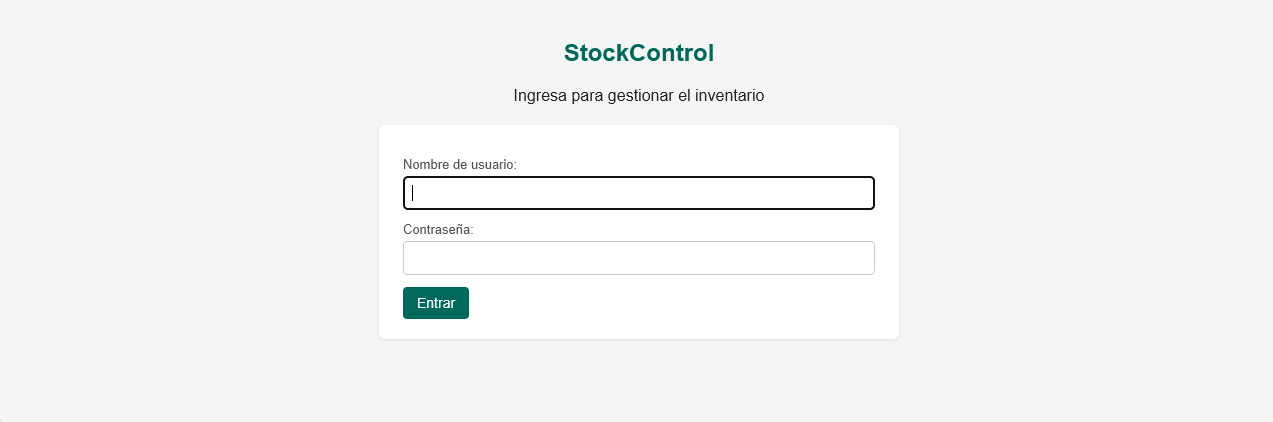 StockControl
Ingresa para gestionar el inventario
Nombre de usuario:
Contraseña:
Entrar